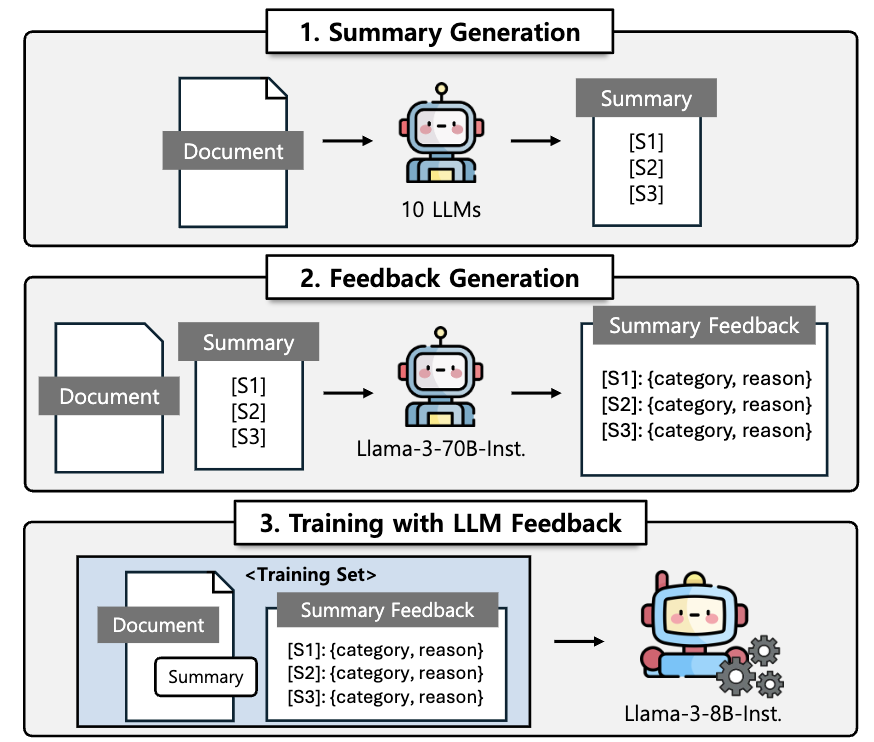 1. Summary Generation
Document
10 LLMs
Summary
[S1]
[S2]
[S3]
2. Feedback Generation
Document
Summary
[S1]
[S2]
[S3]
Llama-3-70B-Inst.
Summary Feedback
[S1]: {category, reason}
[S2]: {category, reason}
[S3]: {category, reason}
3. Training with LLM Feedback
<Training Set>
Document
Summary
Summary Feedback
[S1]: {category, reason}
[S2]: {category, reason}
[S3]: {category, reason}
Llama-3-8B-Inst.